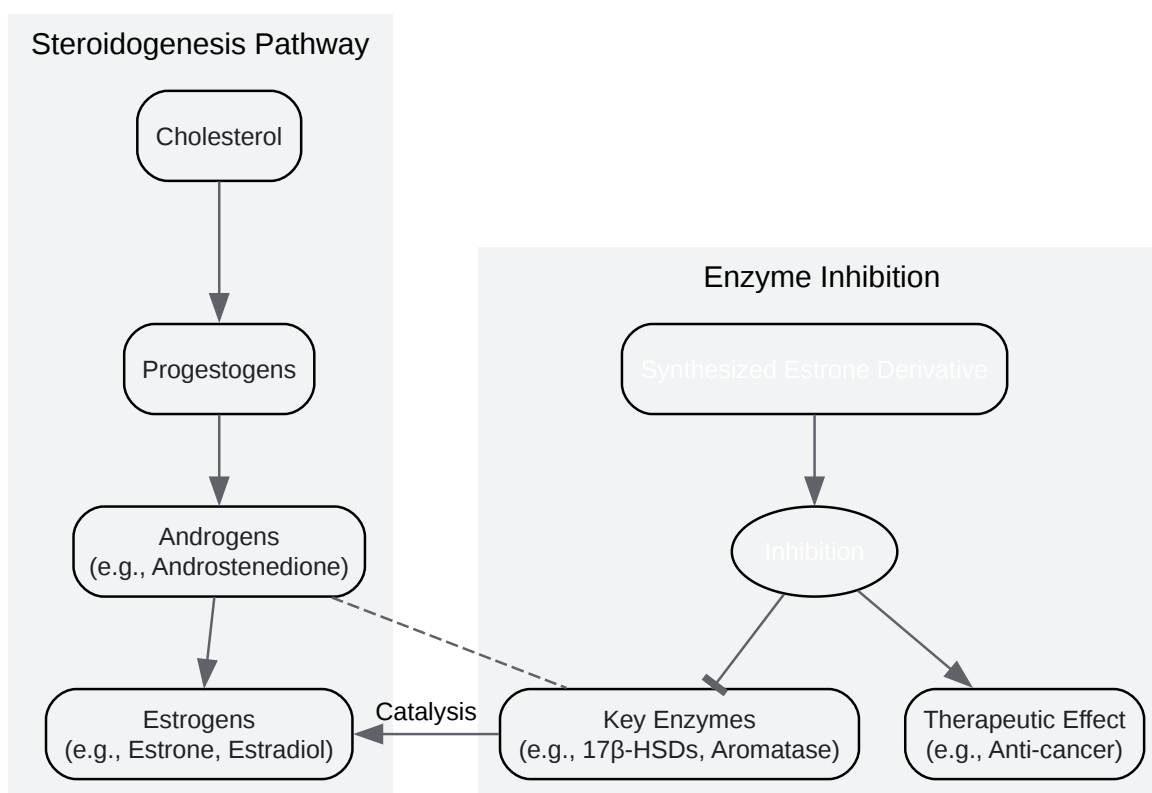 Steroidogenesis Pathway
Cholesterol
Progestogens
Androgens
(e.g., Androstenedione)
Estrogens
(e.g., Estrone, Estradiol)
Catalysis
Enzyme Inhibition
Synthesized Estrone Derivative
Inhibition
Key Enzymes
(e.g., 17β-HSDs, Aromatase)
Therapeutic Effect
(e.g., Anti-cancer)